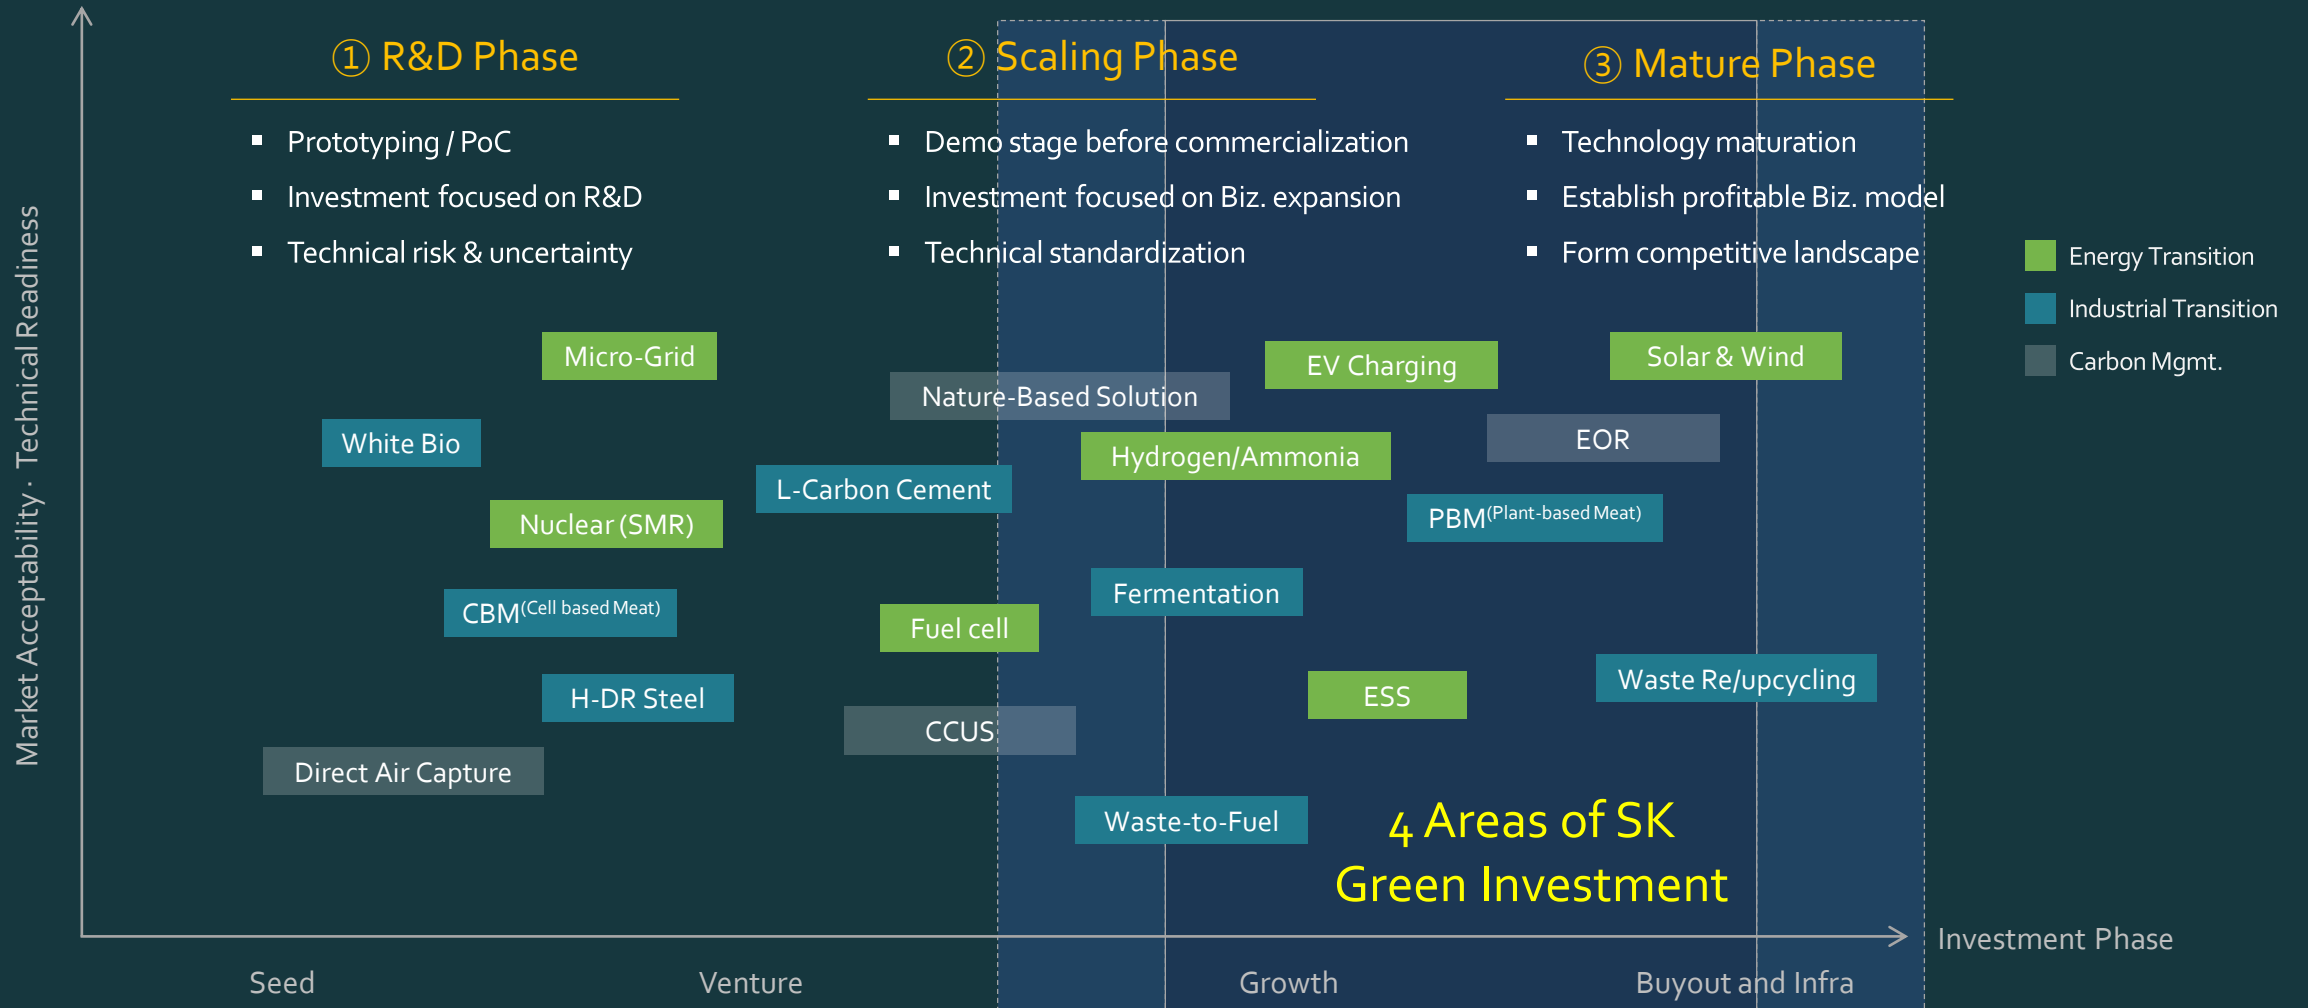 ① R&D Phase
Prototyping / PoC
Investment focused on R&D
Technical risk & uncertainty
② Scaling Phase
Demo stage before commercialization
Investment focused on Biz. expansion
Technical standardization
③ Mature Phase
Technology maturation
Establish profitable Biz. model
Form competitive landscape
Energy Transition
Industrial Transition
Carbon Mgmt.
Market Acceptability · Technical Readiness
Micro-Grid
White Bio
Nuclear (SMR)
CBM(Cell based Meat)
H-DR Steel
Direct Air Capture
Nature-Based Solution
L-Carbon Cement
Fuel cell
CCUS
EV Charging
Hydrogen/Ammonia
Fermentation
ESS
Waste-to-Fuel
Solar & Wind
EOR
PBM(Plant-based Meat)
Waste Re/upcycling
4 Areas of SK
Green Investment
Investment Phase
Seed
Venture
Growth
Buyout and Infra